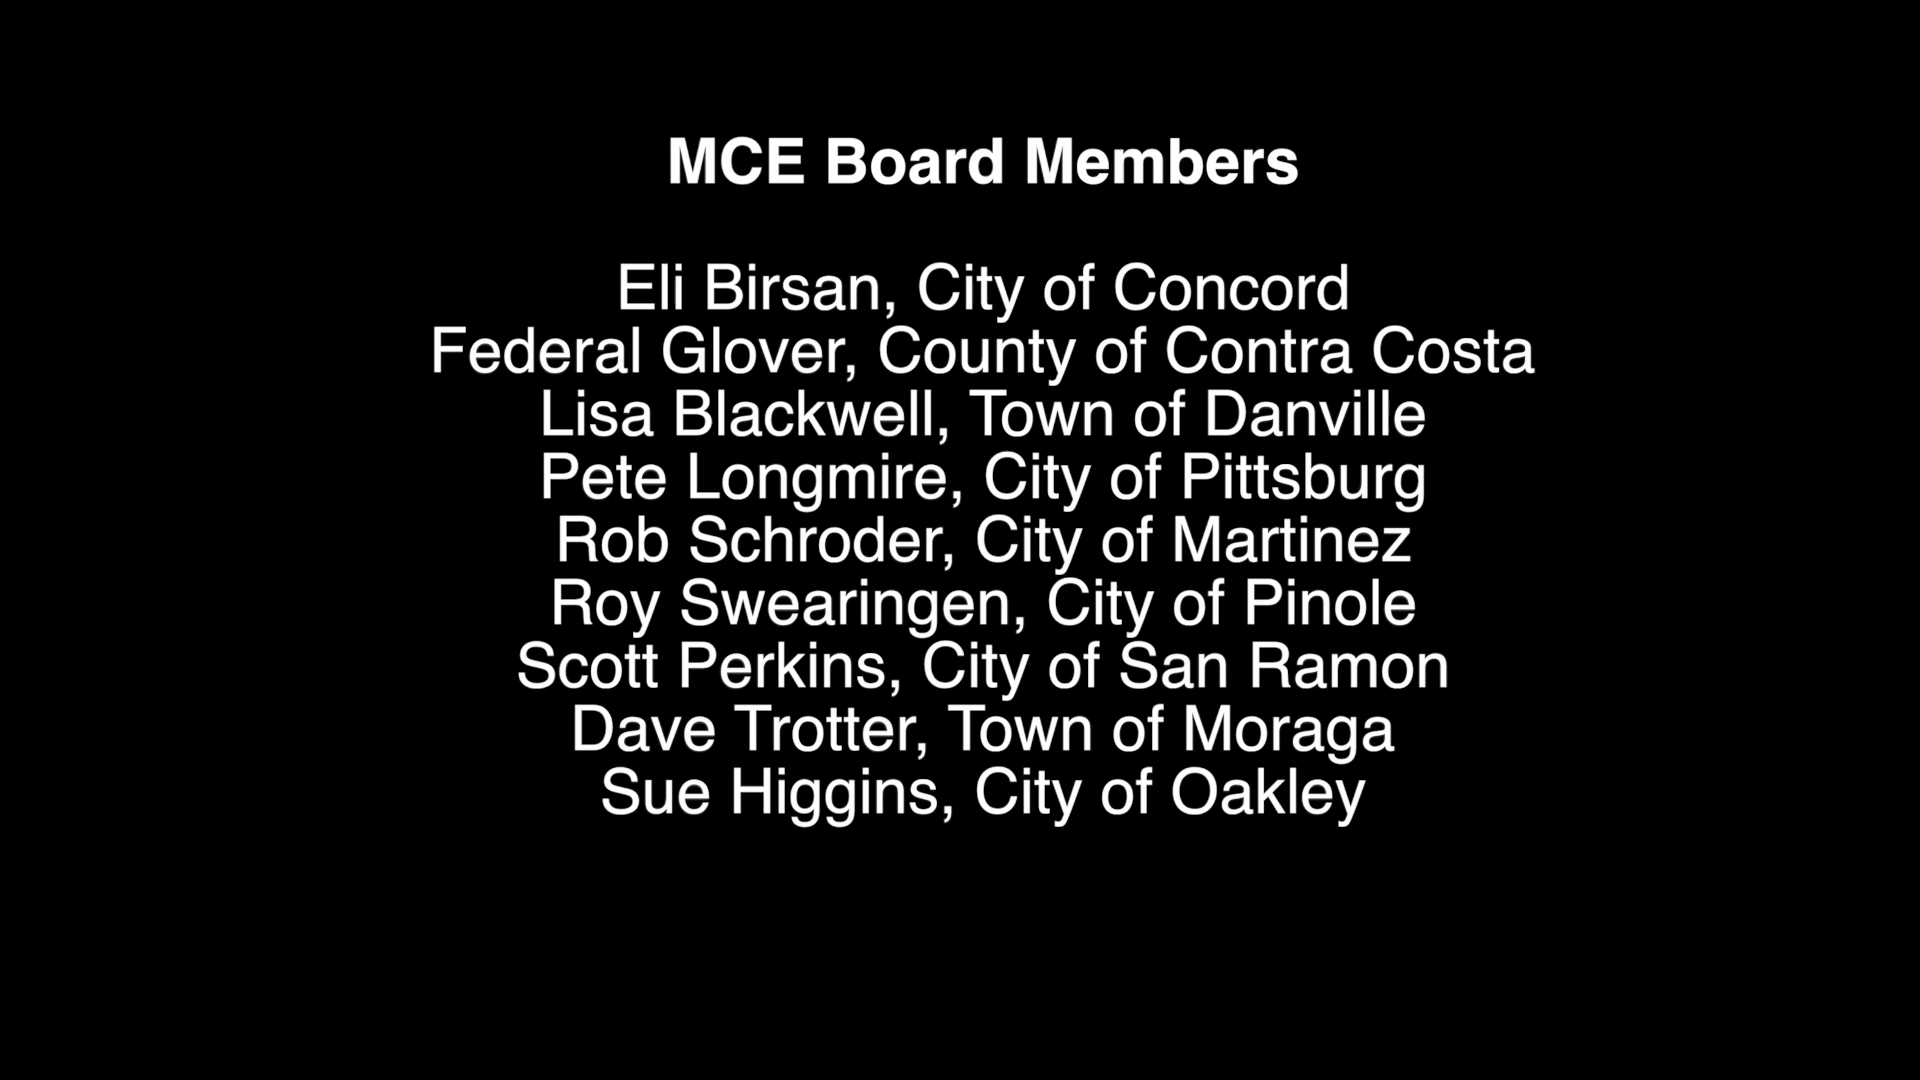 MCE Board Members
Eli Birsan, City of Concord
Federal Glover, County of Contra Costa
Lisa Blackwell, Town of Danville
Pete Longmire, City of Pittsburg
Rob Schroder, City of Martinez
Roy Swearingen, City of Pinole
Scott Perkins, City of San Ramon
Dave Trotter, Town of Moraga
Sue Higgins, City of Oakley